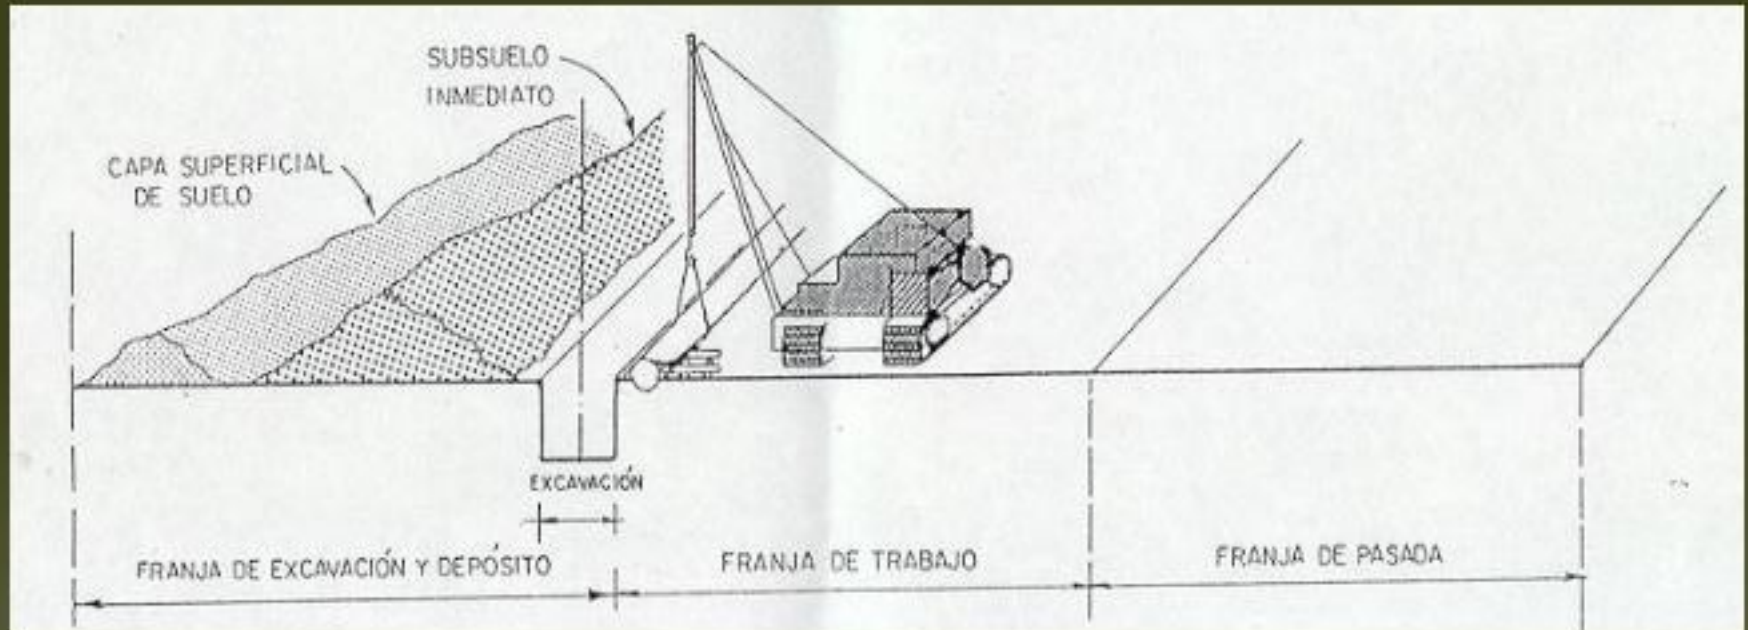 SUBSUELO
INMEDIATO
CAPA SUPERFICIAL
DE SUELO
EXCAVACIÓN
FRANJA DE EXCAVACIÓN Y DEPÓSITO
FRANJA DE TRABAJO
FRANJA DE PASADA